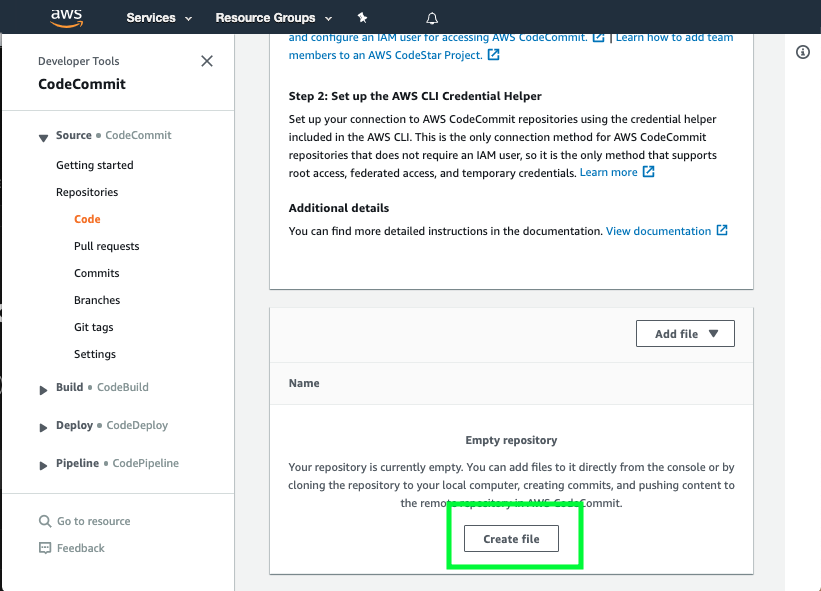 aws
Services
Resource Groups
Developer Tools
CodeCommit
Source • CodeCommit
Getting started
Repositories
Code
Pull requests
Commits
Branches
Git tags
Settings
Build • CodeBuild
Deploy • CodeDeploy
Pipeline • CodePipeline
Go to resource
Feedback
and configure an IAM user for accessing AWS CodeCommit. | Learn how to add team
members to an AWS CodeStar Project.
Step 2: Set up the AWS CLI Credential Helper
Set up your connection to AWS CodeCommit repositories using the credential helper
included in the AWS CLI. This is the only connection method for AWS CodeCommit
repositories that does not require an IAM user, so it is the only method that supports
root access, federated access, and temporary credentials. Learn more
Additional details
You can find more detailed instructions in the documentation. View documentation
Add file
Name
Empty repository
Your repository is currently empty. You can add files to it directly from the console or by
cloning the repository to your local computer, creating commits, and pushing content to
the remote repository in AWS CodeCommit.
Create file